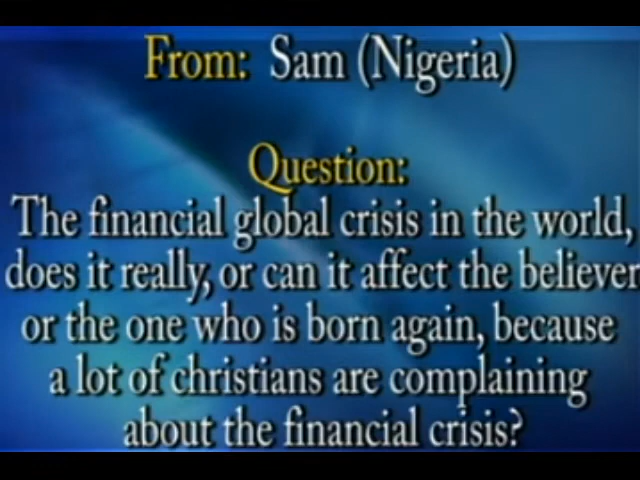 From: Sam (Nigeria)
Question:
The financial global crisis in the world,
does it really, or can it affect the believer
or the one who is born again, because
a lot of christians are complaining
about the financial crisis?